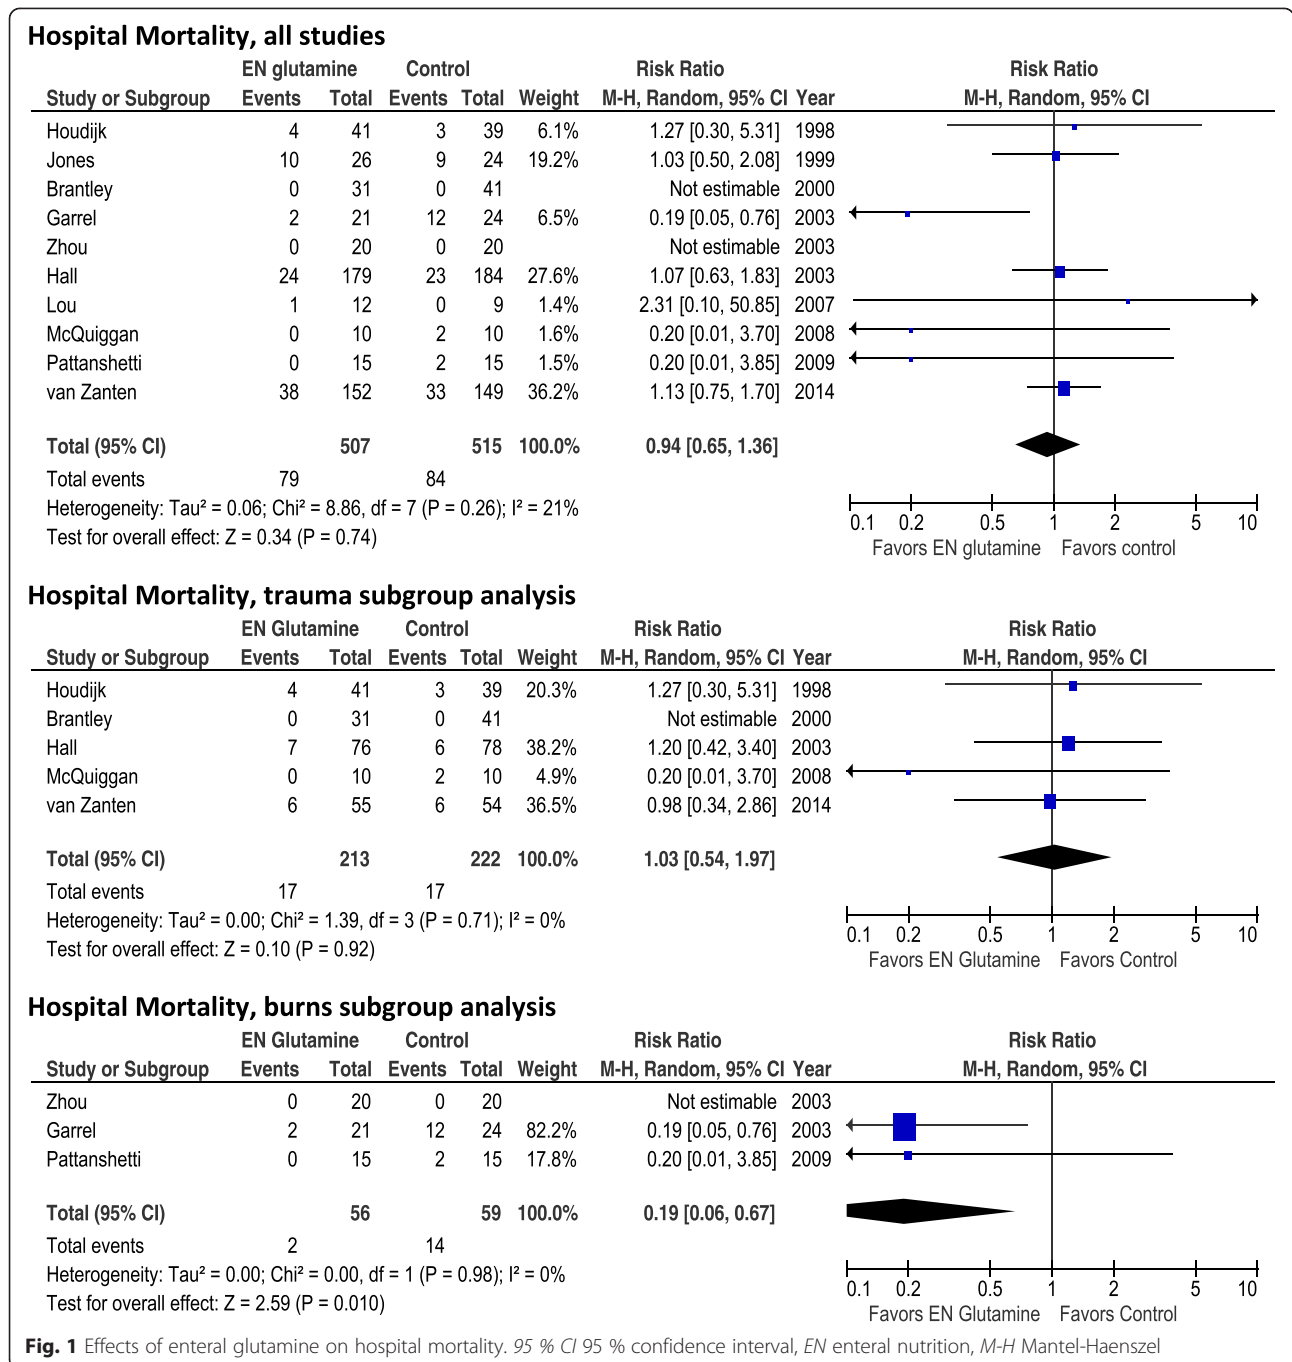 Hospital Mortality, all studies
EN glutamine Control Risk Ratio Risk Ratio
Study or Subgroup Events Total Events Total Weight M-H, Random, 95% CI Year M-H, Random, 95% CI
Houdijk 4 41 3 39 6.1% 1.27 [0.30, 5.31] 1998
Jones 10 26 9 24 19.2% 1.03 [0.50, 2.08] 1999
Brantley 0 31 0 41 Not estimable 2000
Garrel 2 21 12 24 6.5% 0.19 [0.05, 0.76] 2003
Zhou 0 20 0 20 Not estimable 2003
Hall 24 179 23 184 27.6% 1.07 [0.63, 1.83] 2003
Lou 1 12 0 9 1.4% 2.31 [0.10, 50.85] 2007
McQuiggan 0 10 2 10 1.6% 0.20 [0.01, 3.70] 2008
Pattanshetti 0 15 2 15 1.5% 0.20 [0.01, 3.85] 2009
van Zanten 38 152 33 149 36.2% 1.13 [0.75, 1.70] 2014
Total (95% CI) 507 515 100.0% 0.94 [0.65, 1.36]
Total events 79 84
Heterogeneity: Tau² = 0.06; Chi² = 8.86, df = 7 (P = 0.26); I² = 21%
Test for overall effect: Z = 0.34 (P = 0.74)
0.1 0.2 0.5 1 2 5 10
Favors EN glutamine Favors control
Hospital Mortality, trauma subgroup analysis
EN Glutamine Control Risk Ratio Risk Ratio
Study or Subgroup Events Total Events Total Weight M-H, Random, 95% CI Year M-H, Random, 95% CI
Houdijk 4 41 3 39 20.3% 1.27 [0.30, 5.31] 1998
Brantley 0 31 0 41 Not estimable 2000
Hall 7 76 6 78 38.2% 1.20 [0.42, 3.40] 2003
McQuiggan 0 10 2 10 4.9% 0.20 [0.01, 3.70] 2008
van Zanten 6 55 6 54 36.5% 0.98 [0.34, 2.86] 2014
Total (95% CI) 213 222 100.0% 1.03 [0.54, 1.97]
Total events 17 17
Heterogeneity: Tau² = 0.00; Chi² = 1.39, df = 3 (P = 0.71); I² = 0%
Test for overall effect: Z = 0.10 (P = 0.92)
0.1 0.2 0.5 1 2 5 10
Favors EN Glutamine Favors Control
Hospital Mortality, burns subgroup analysis
EN Glutamine Control Risk Ratio Risk Ratio
Study or Subgroup Events Total Events Total Weight M-H, Random, 95% CI Year M-H, Random, 95% CI
Zhou 0 20 0 20 Not estimable 2003
Garrel 2 21 12 24 82.2% 0.19 [0.05, 0.76] 2003
Pattanshetti 0 15 2 15 17.8% 0.20 [0.01, 3.85] 2009
Total (95% CI) 56 59 100.0% 0.19 [0.06, 0.67]
Total events 2 14
Heterogeneity: Tau² = 0.00; Chi² = 0.00, df = 1 (P = 0.98); I² = 0%
Test for overall effect: Z = 2.59 (P = 0.010)
0.1 0.2 0.5 1 2 5 10
Favors EN Glutamine Favors Control
Fig. 1 Effects of enteral glutamine on hospital mortality. 95 % CI 95 % confidence interval, EN enteral nutrition, M-H Mantel-Haenszel